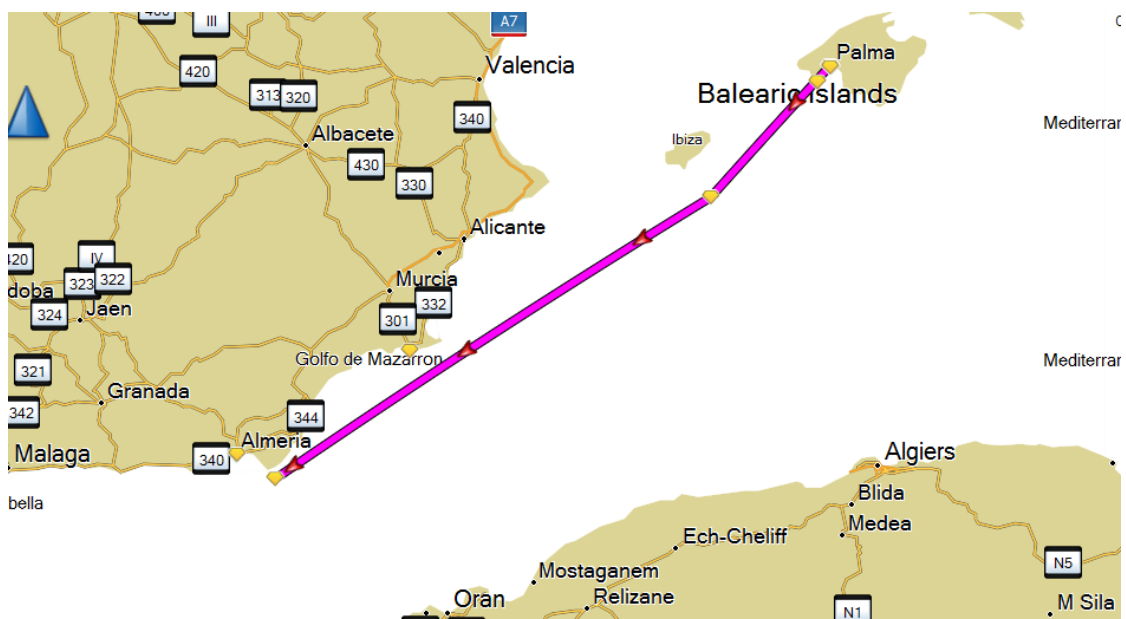 III
A7
420
Palma
Valencia
313
320
Balearic Islands
340
Mediterran
Albacete
Ibiza
430
330
Alicante
420
IV
323
322
doba
Murcia
332
324
Jaen
301
Golfo de Mazarron
Mediterran
321
Granada
342
344
Almeria
340
Malaga
Algiers
bella
Blida
Medea
Ech-Cheliff
N5
Mostaganem
Oran
Relizane
N1
M Sila